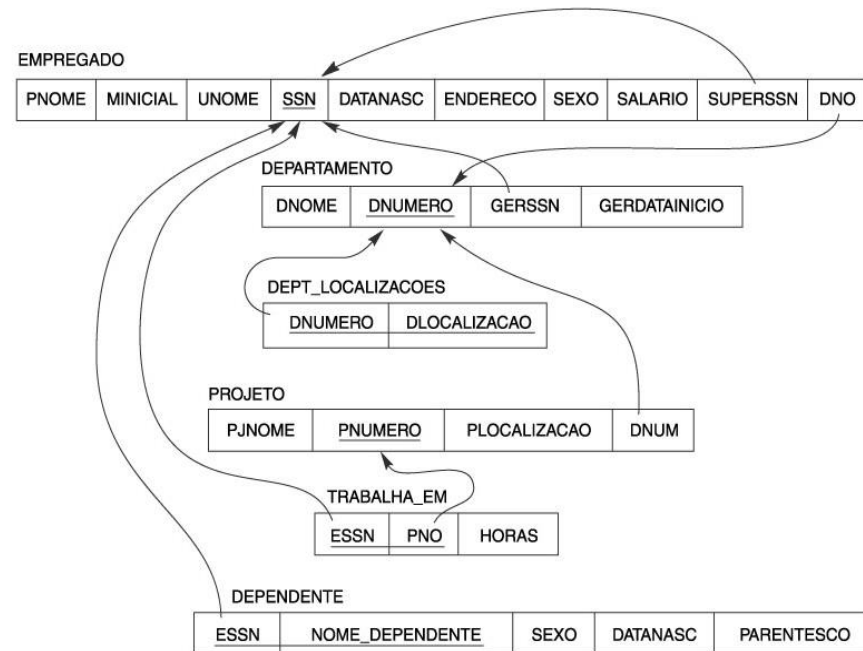 EMPREGADO
PNOME MINICIAL UNOME SSN DATANASC ENDERECO SEXO SALARIO SUPERSSN DNO
DEPARTAMENTO
DNOME DNUMERO GERSSN GERDATAINICIO
DEPT_LOCALIZACOES
DNUMERO DLOCALIZACAO
PROJETO
PJNOME PNUMERO PLOCALIZACAO DNUM
TRABALHA_EM
ESSN PNO HORAS
DEPENDENTE
ESSN NOME_DEPENDENTE SEXO DATANASC PARENTESCO